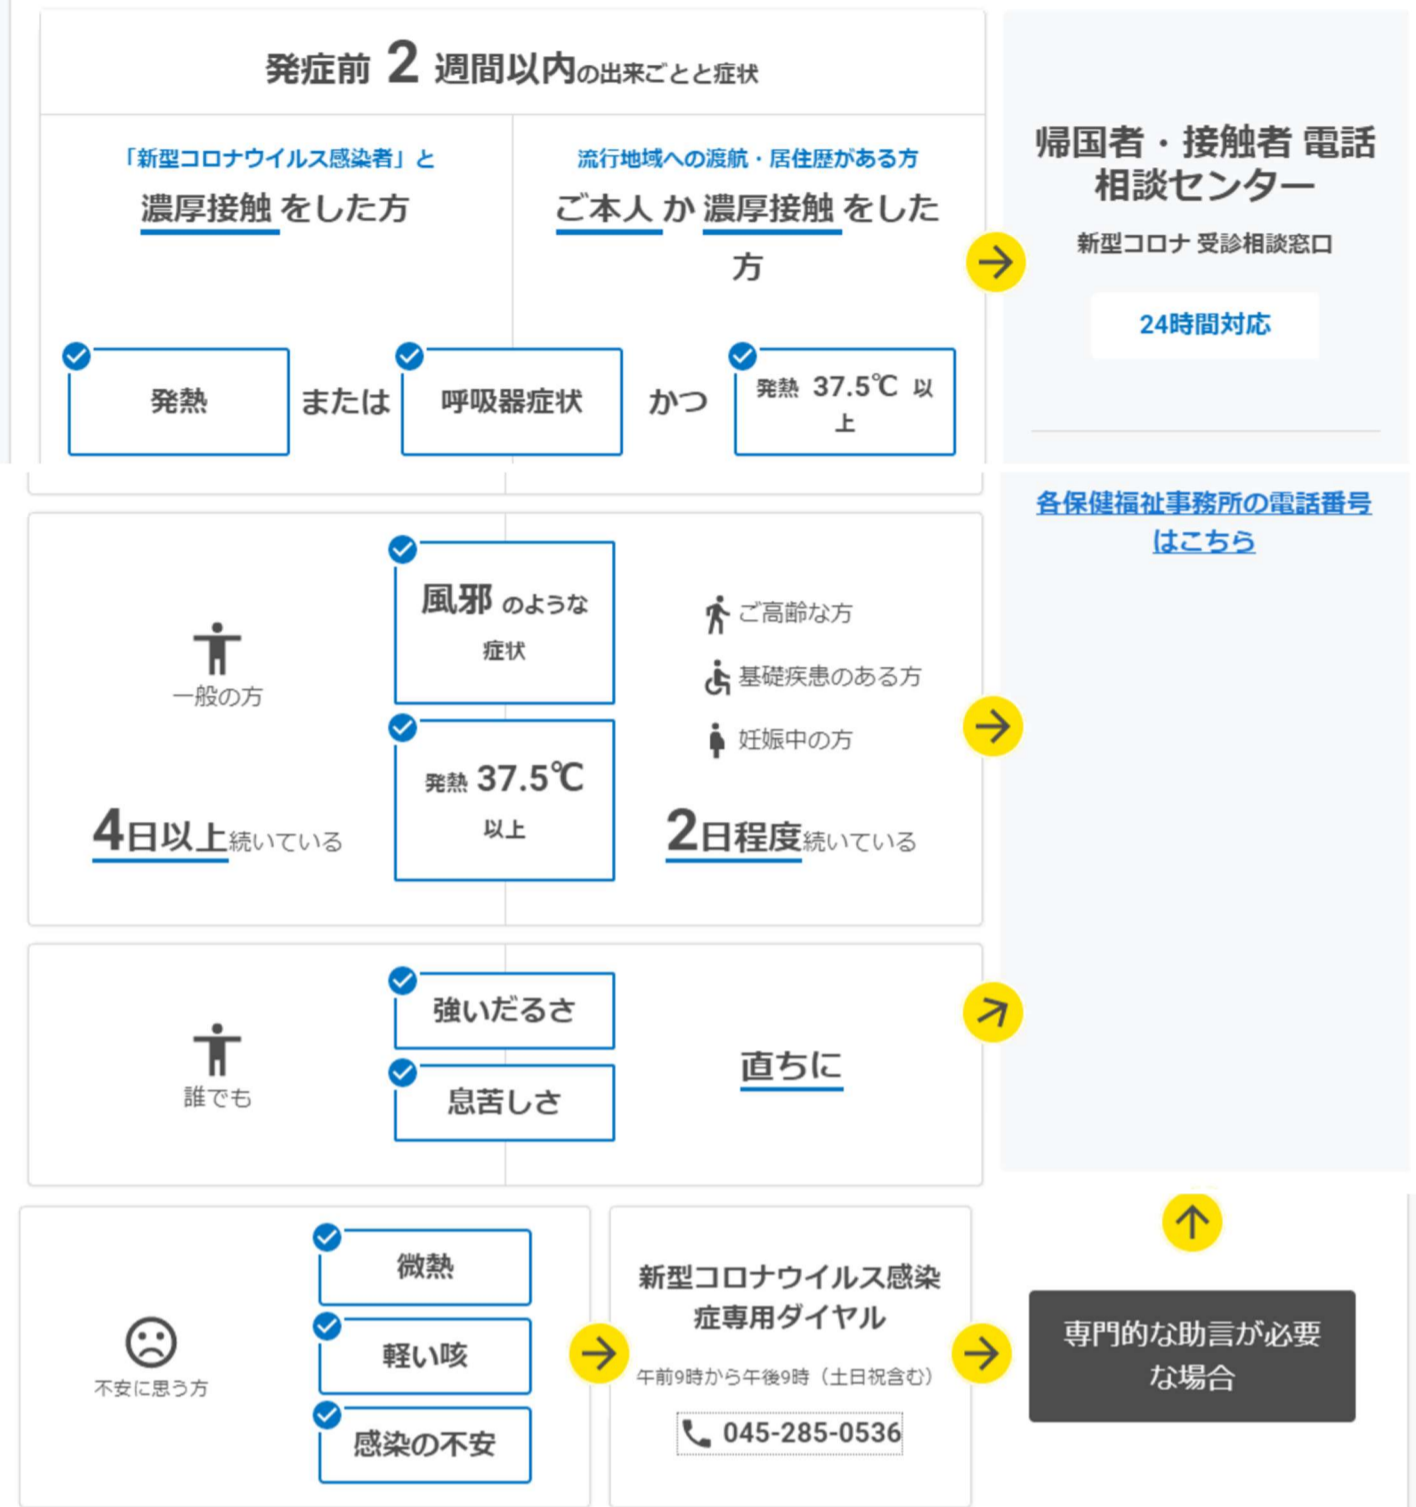 発症前 2 週間以内の出来ごとと症状
「新型コロナウイルス感染者」と
濃厚接触 をした方
流行地域への渡航・居住歴がある方
ご本人 か 濃厚接触 をした
方
発熱
または
呼吸器症状
かつ
発熱 37.5℃ 以
上
帰国者・接触者 電話
相談センター
新型コロナ 受診相談窓口
24時間対応
各保健福祉事務所の電話番号
はこちら
一般の方
4日以上続いている
風邪 のような
症状
発熱 37.5℃
以上
ご高齢な方
基礎疾患のある方
妊娠中の方
2日程度続いている
誰でも
強いだるさ
息苦しさ
直ちに
不安に思う方
微熱
軽い咳
感染の不安
新型コロナウイルス感染
症専用ダイヤル
午前9時から午後9時（土日祝含む）
045-285-0536
専門的な助言が必要
な場合